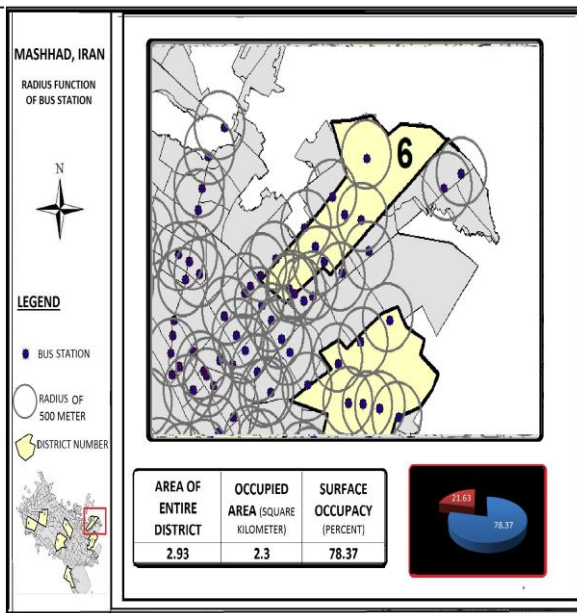 MASHHAD, IRAN
RADIUS FUNCTION
OF BUS STATION
N
LEGEND
BUS STATION
RADIUS OF
500 METER
DISTRICT NUMBER
6
AREA OF
ENTIRE
DISTRICT
OCCUPIED
AREA (SQUARE
KILOMETER)
SURFACE
OCCUPANCY
(PERCENT)
2.93
2.3
78.37
21.63
78.37